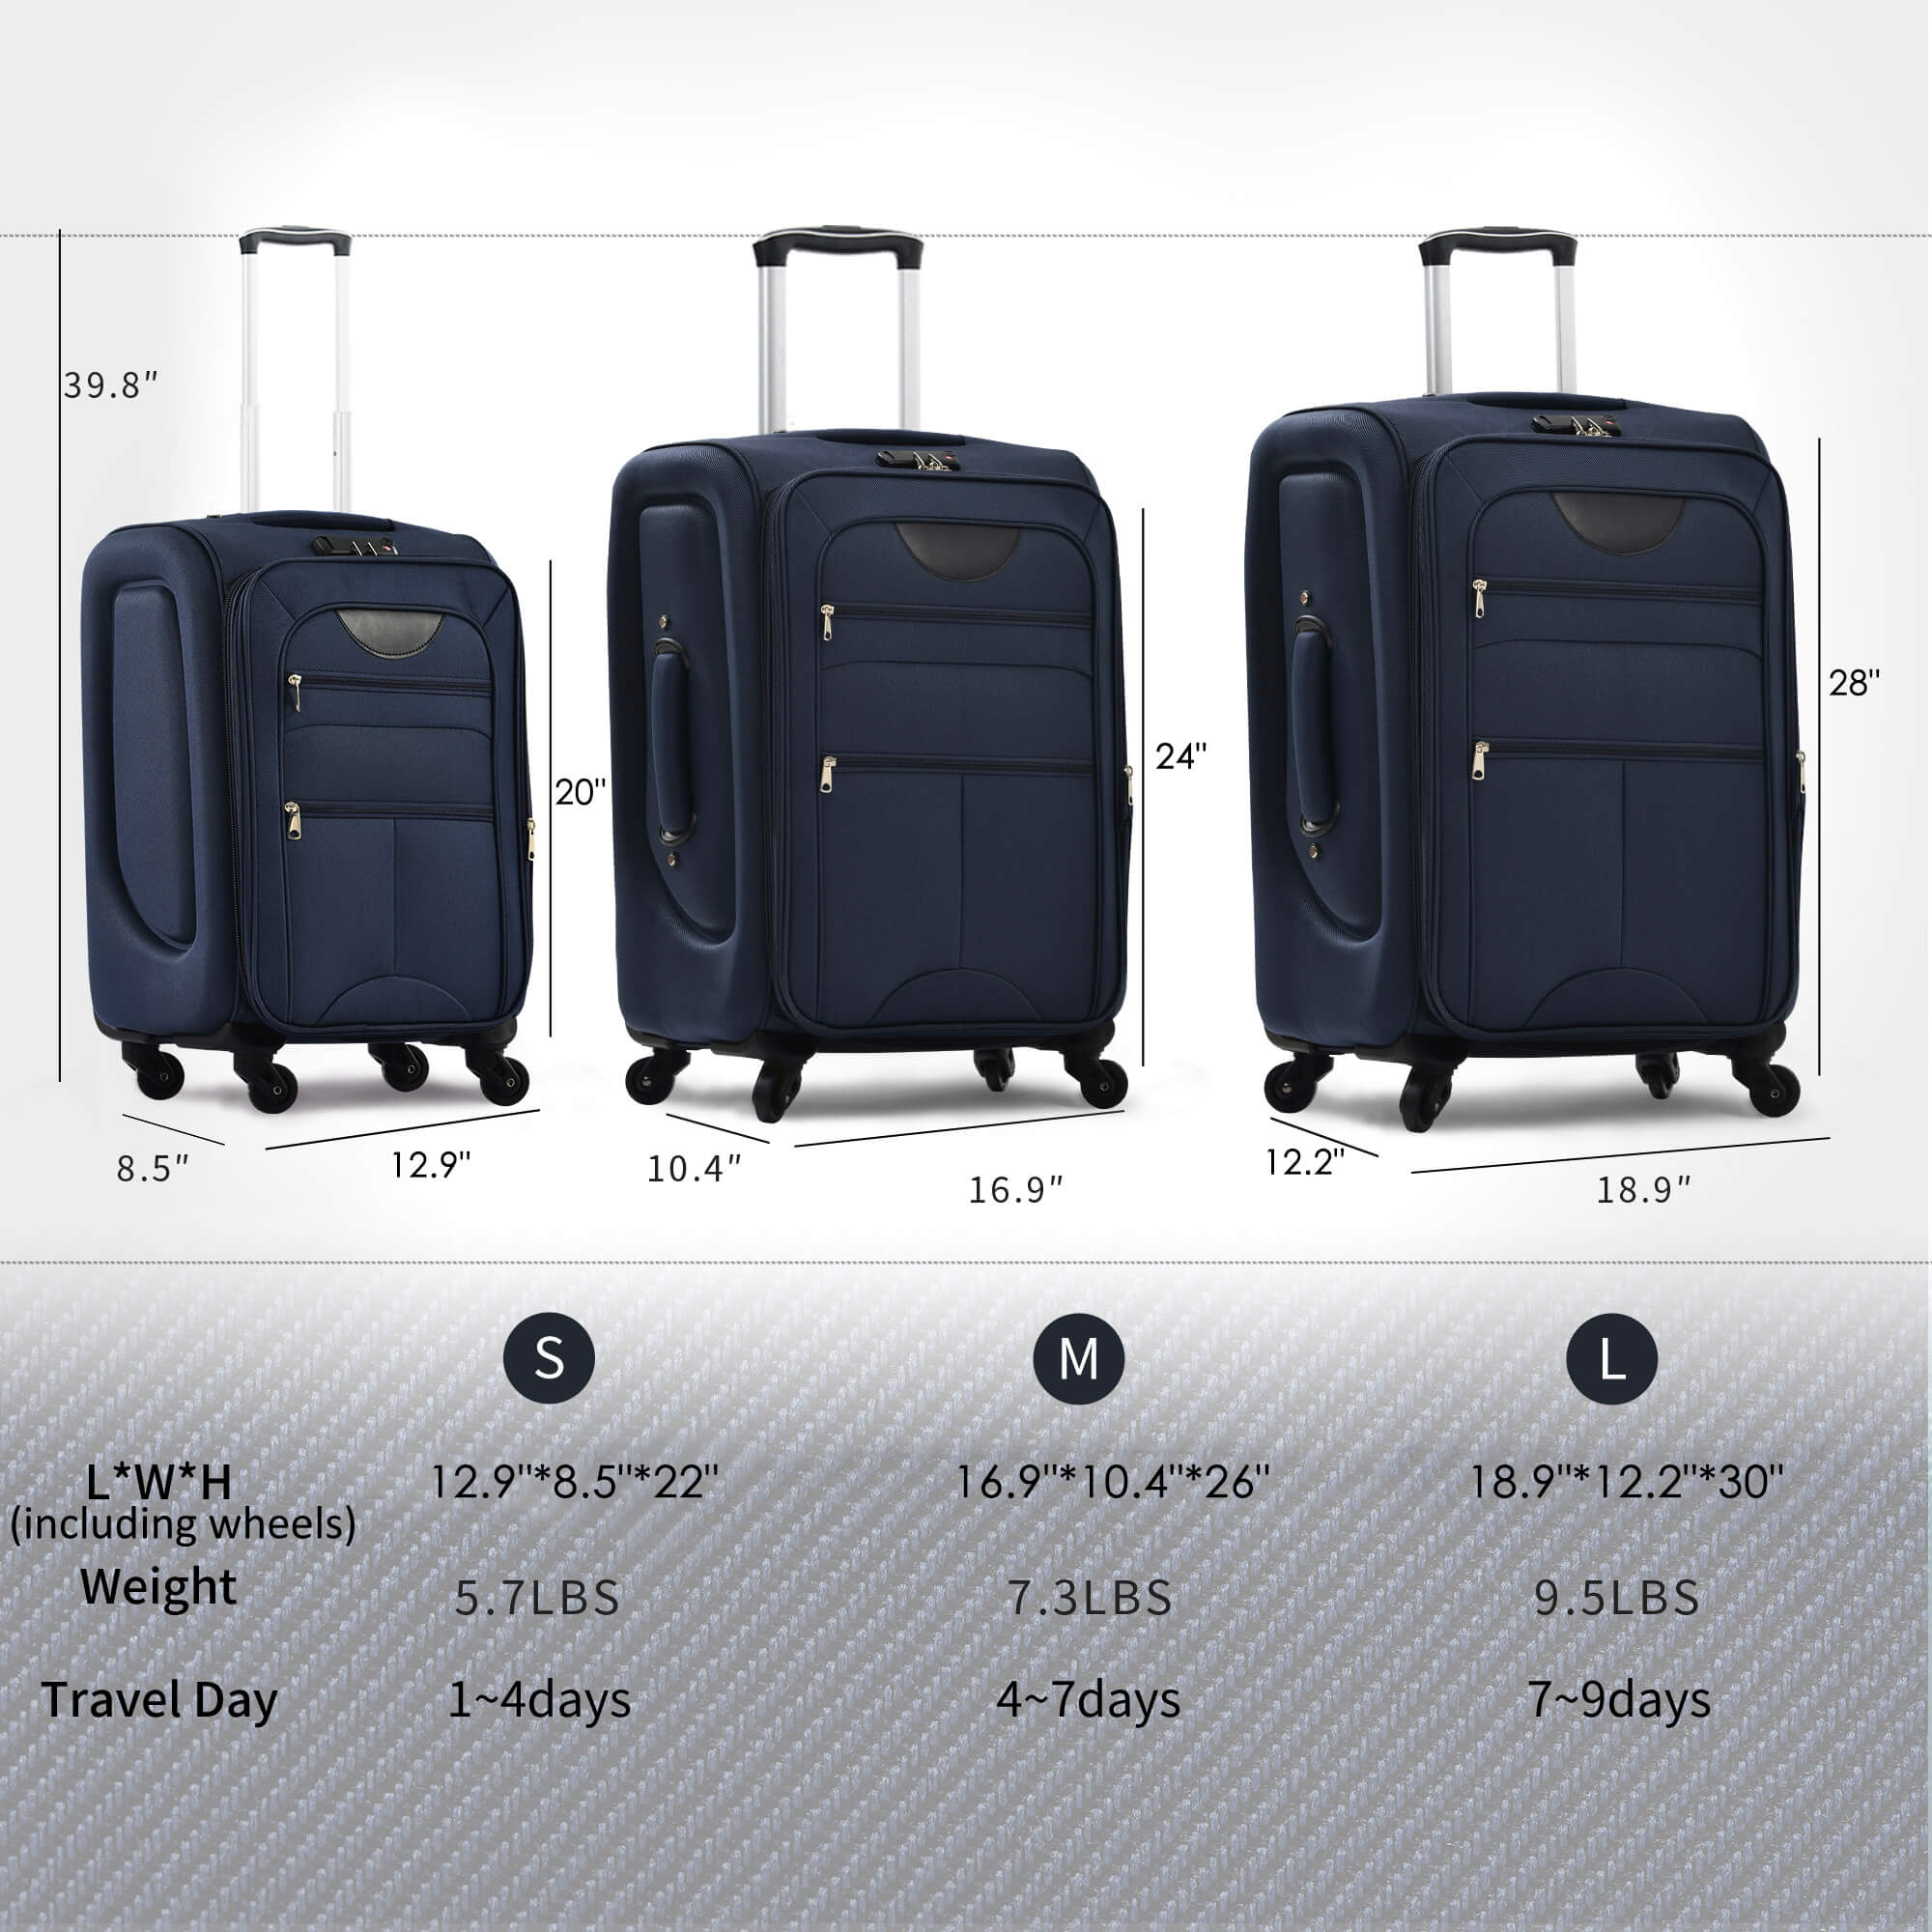 39.8"
20"
24"
28"
8.5"
12.9"
10.4"
16.9"
12.2"
18.9"
S M L
L*W*H 12.9"*8.5"*22" 16.9"*10.4"*26" 18.9"*12.2"*30"
(including wheels)
Weight 5.7LBS 7.3LBS 9.5LBS
Travel Day 1~4days 4~7days 7~9days